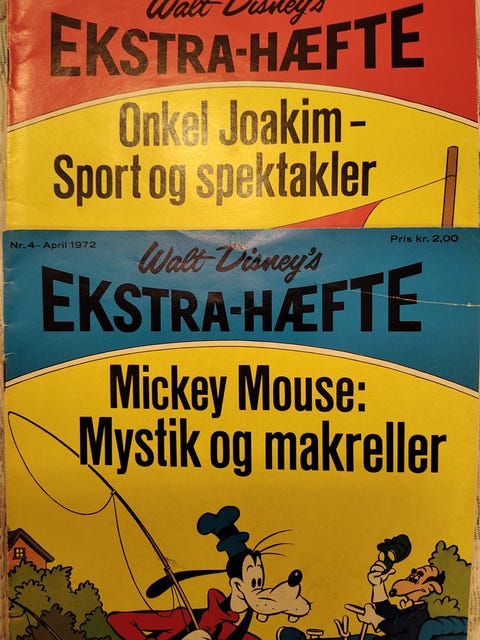 Walt Disney's
EKSTRA-HÆFTE
Onkel Joakim -
Sport og spektakler
Nr. 4 - April 1972
Pris kr. 2,00
Walt Disney's
EKSTRA-HÆFTE
Mickey Mouse:
Mystik og makreller